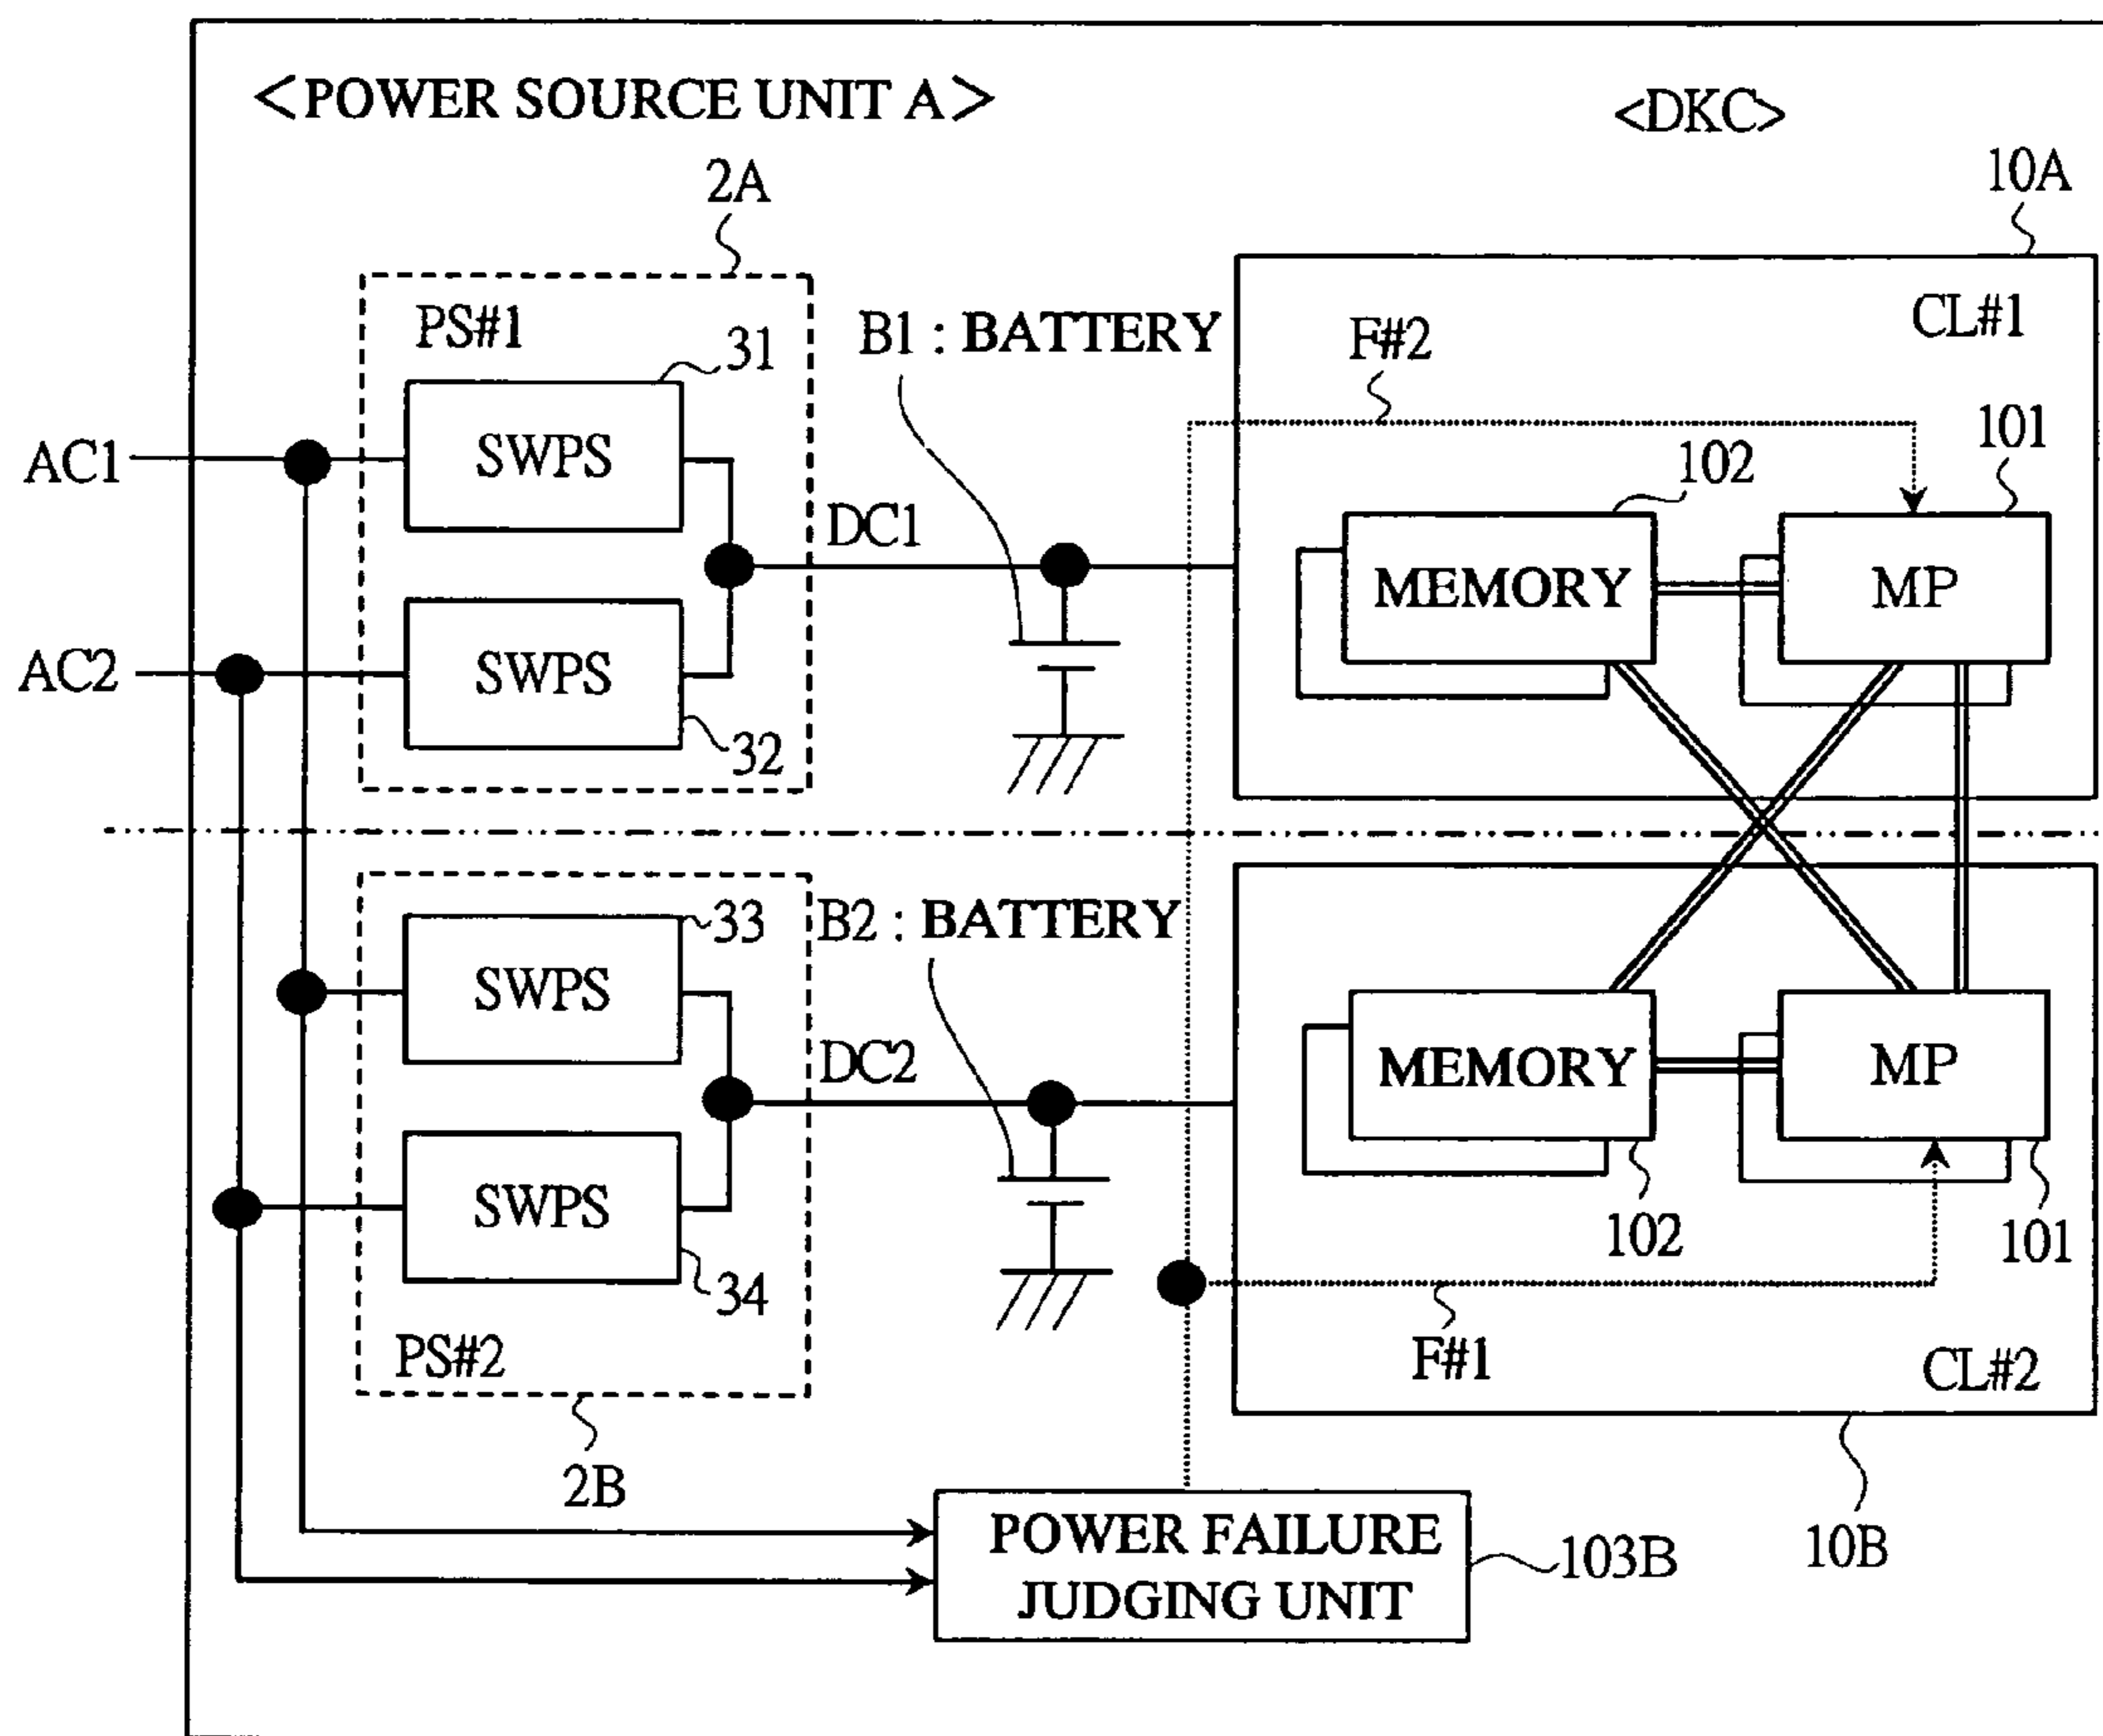 <POWER SOURCE UNIT A>
<DKC>
2A
10A
PS#1
31
B1 : BATTERY
F#2
CL#1
AC1
SWPS
102
101
DC1
MEMORY
MP
AC2
SWPS
32
33
B2 : BATTERY
SWPS
DC2
MEMORY
MP
SWPS
34
102
101
PS#2
F#1
CL#2
2B
POWER FAILURE
JUDGING UNIT
103B
10B